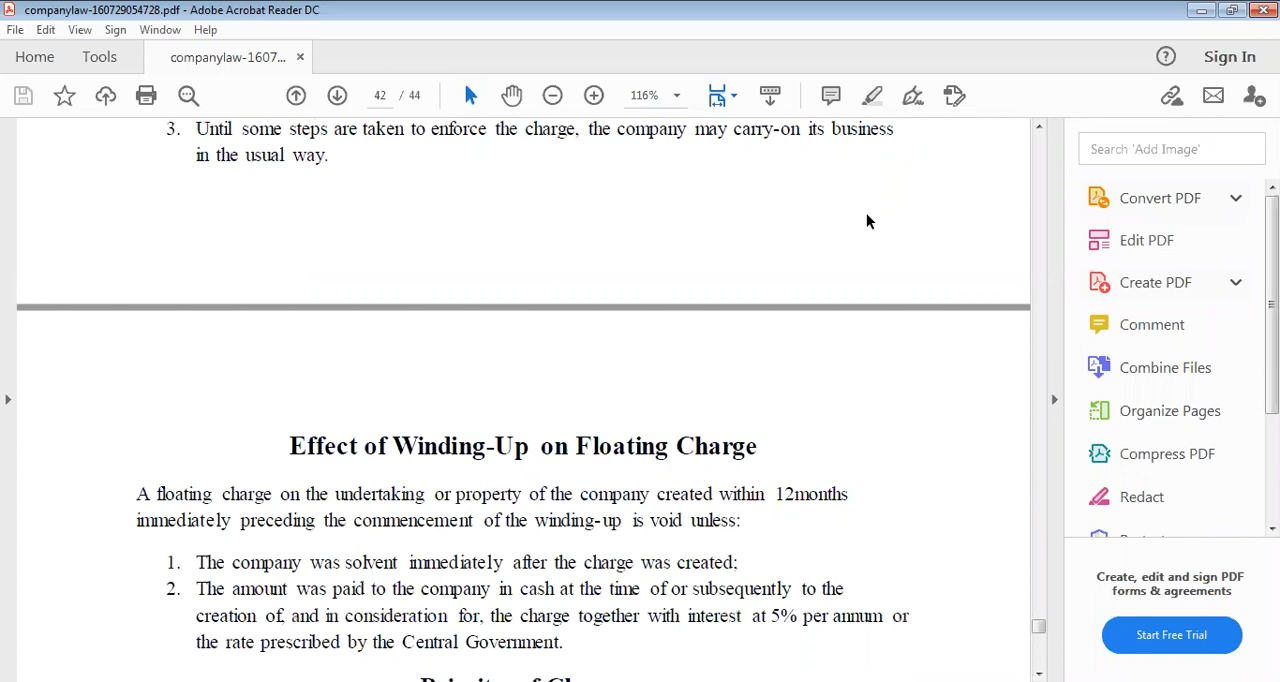 companylaw-160729054728.pdf - Adobe Acrobat Reader DC
File Edit View Sign Window Help
Home Tools companylaw-1607... × Sign In
42 / 44 116%
3. Until some steps are taken to enforce the charge, the company may carry-on its business
in the usual way.
Effect of Winding-Up on Floating Charge
A floating charge on the undertaking or property of the company created within 12months
immediately preceding the commencement of the winding-up is void unless:
1. The company was solvent immediately after the charge was created;
2. The amount was paid to the company in cash at the time of or subsequently to the
creation of, and in consideration for, the charge together with interest at 5% per annum or
the rate prescribed by the Central Government.
Search 'Add Image'
Convert PDF
Edit PDF
Create PDF
Comment
Combine Files
Organize Pages
Compress PDF
Redact
Create, edit and sign PDF
forms & agreements
Start Free Trial